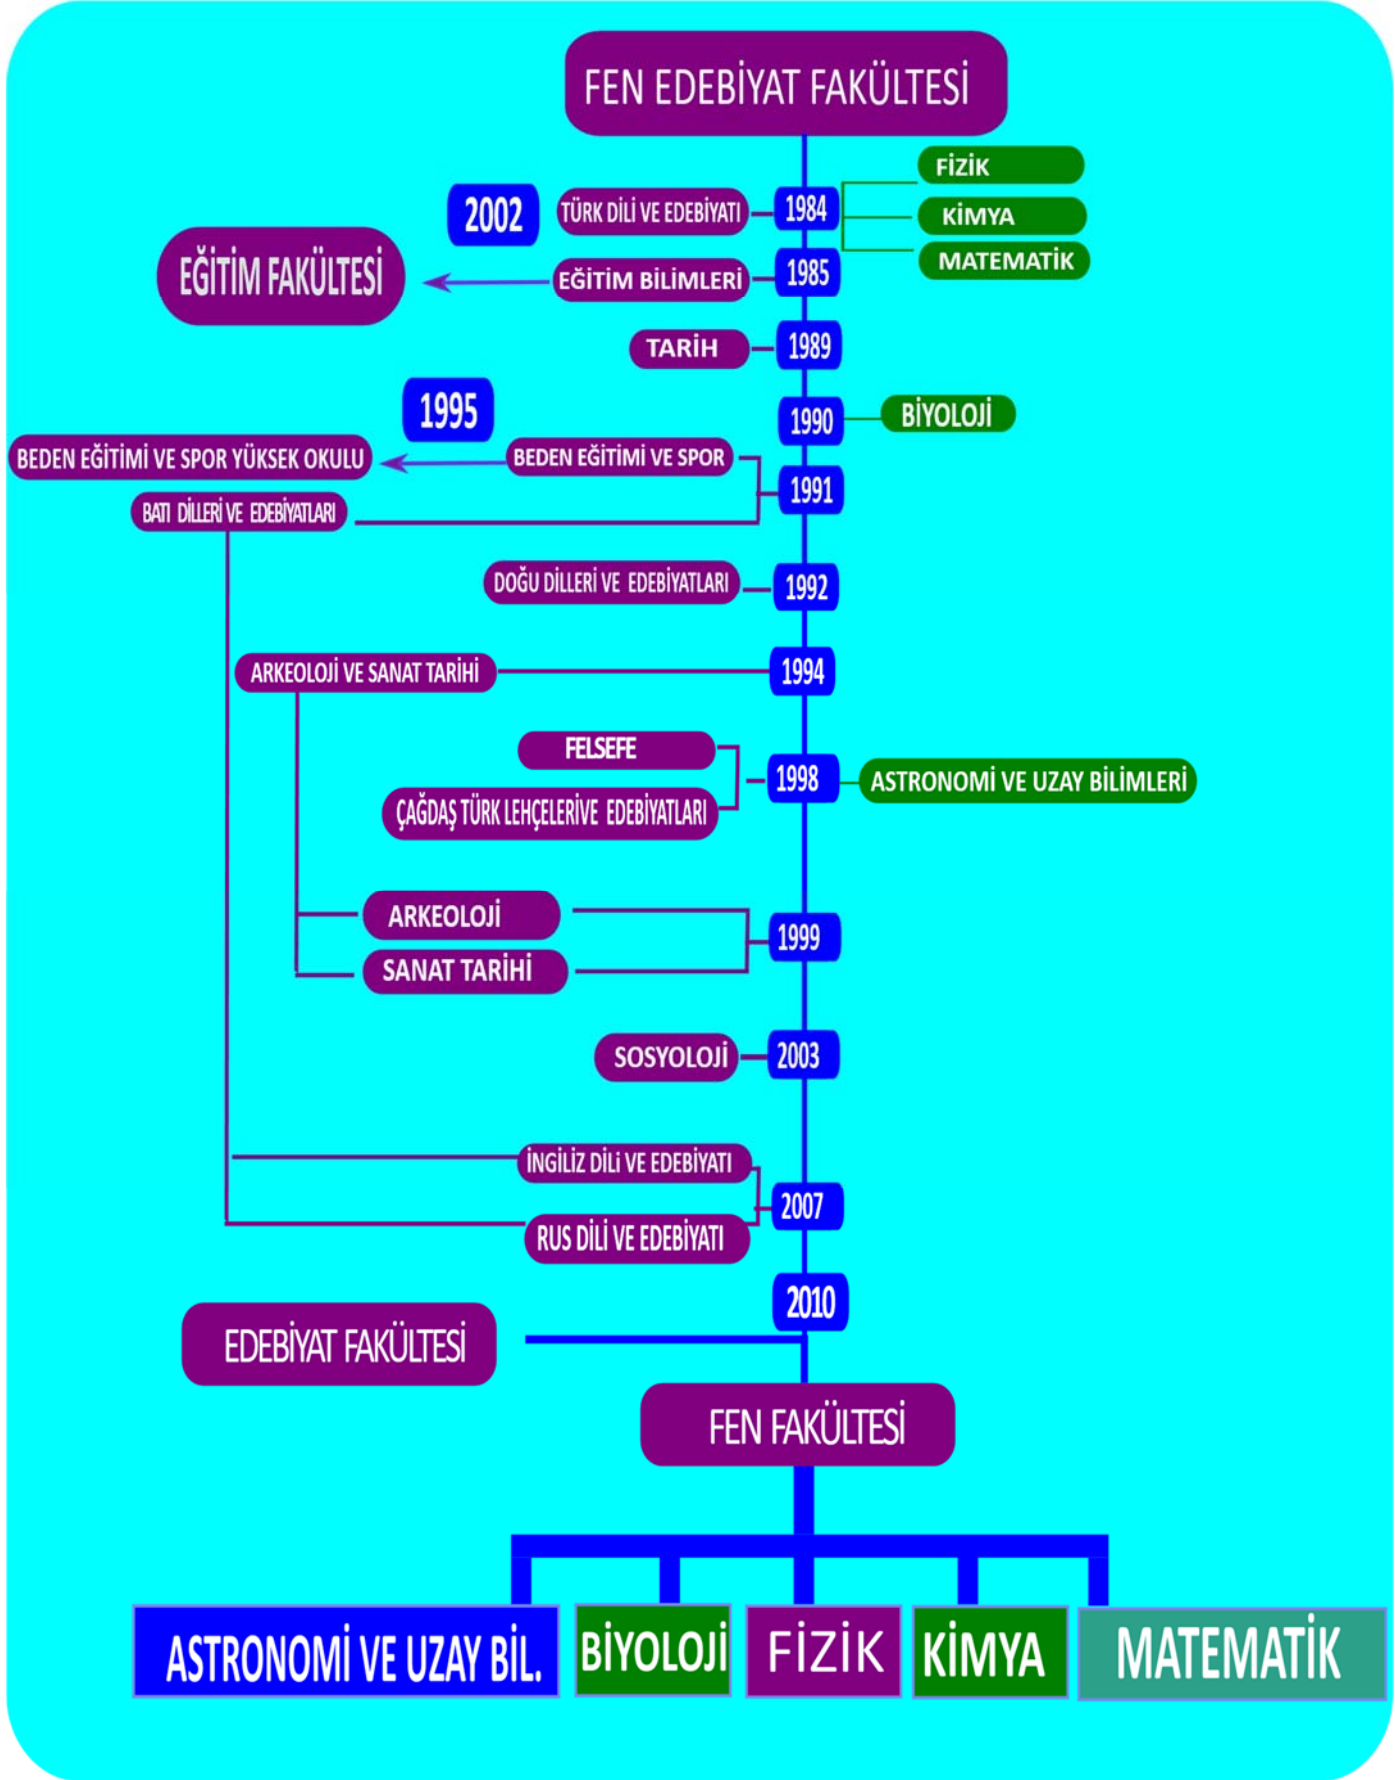 FEN EDEBİYAT FAKÜLTESİ
FİZİK
2002
TÜRK DİLİ VE EDEBİYATI
1984
KİMYA
MATEMATİK
EĞİTİM FAKÜLTESİ
EĞİTİM BİLİMLERİ
1985
TARİH
1989
1995
1990
BİYOLOJİ
BEDEN EĞİTİMİ VE SPOR YÜKSEK OKULU
BEDEN EĞİTİMİ VE SPOR
1991
BATI DİLLERİ VE EDEBİYATLARI
DOĞU DİLLERİ VE EDEBİYATLARI
1992
ARKEOLOJİ VE SANAT TARİHİ
1994
FELSEFE
1998
ASTRONOMİ VE UZAY BİLİMLERİ
ÇAĞDAŞ TÜRK LEHÇELERİVE EDEBİYATLARI
ARKEOLOJİ
1999
SANAT TARİHİ
SOSYOLOJİ
2003
İNGİLİZ DİLİ VE EDEBİYATI
2007
RUS DİLİ VE EDEBİYATI
2010
EDEBİYAT FAKÜLTESİ
FEN FAKÜLTESİ
ASTRONOMİ VE UZAY BİL.
BİYOLOJİ
FİZİK
KİMYA
MATEMATİK